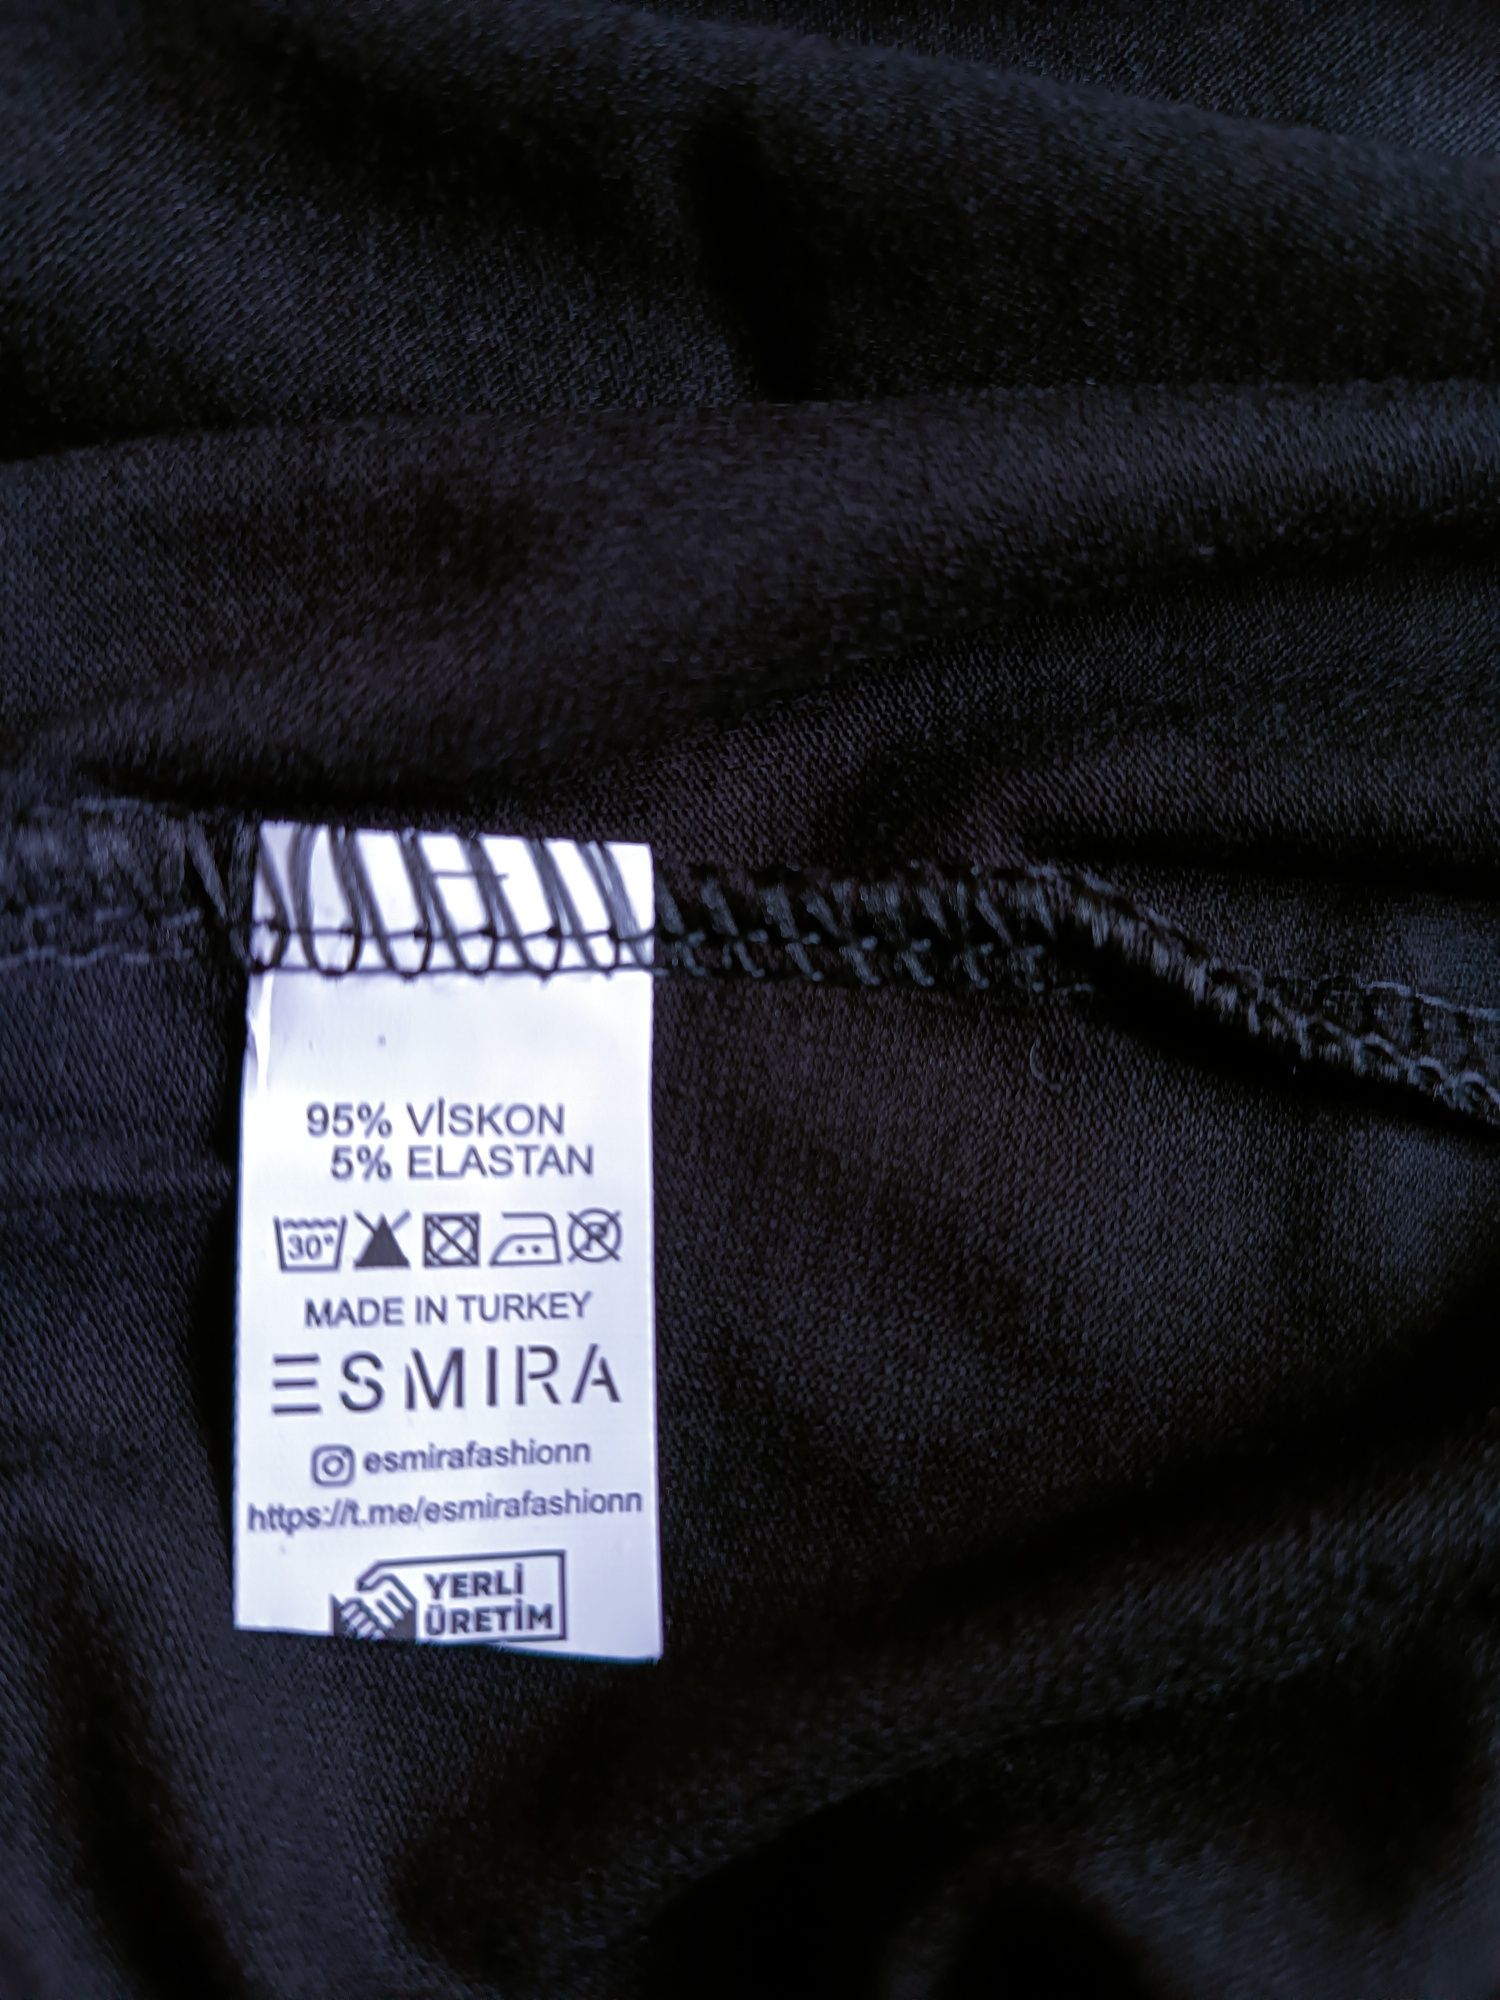 95% VİSKON
5% ELASTAN
30°
MADE IN TURKEY
ESMIRA
esmirafashionn
https://t.me/esmirafashionn
YERLİ
ÜRETİM